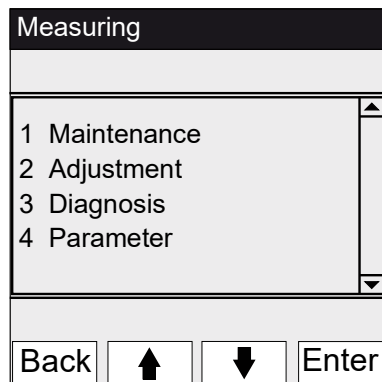 Measuring
1 Maintenance
2 Adjustment
3 Diagnosis
4 Parameter
Back Enter